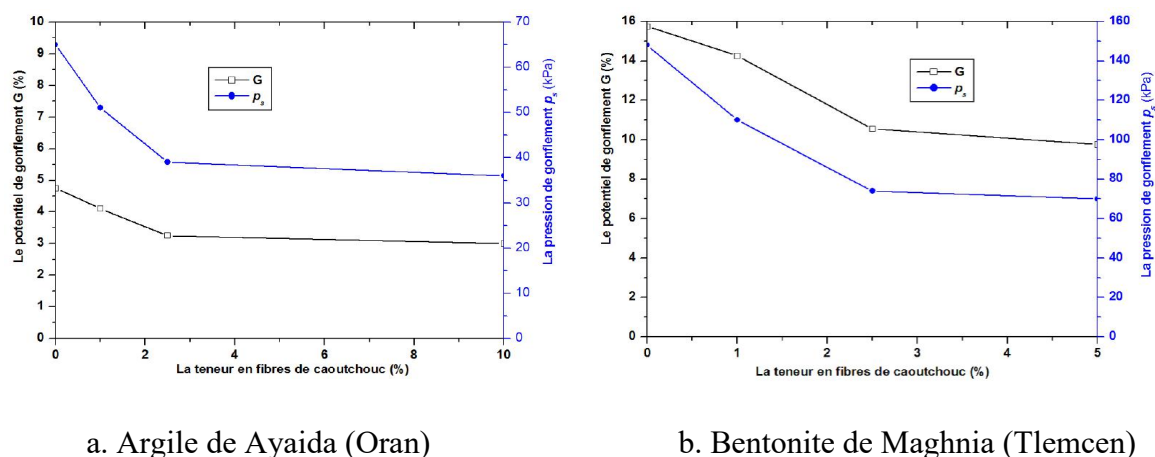 Le potentiel de gonflement G (%)
10
9
8
7
6
5
4
3
2
1
0
G
p_s
70
60
50
40
30
20
10
0
La pression de gonflement p_s (kPa)
0 2 4 6 8 10
La teneur en fibres de caoutchouc (%)
a. Argile de Ayaida (Oran)
Le potentiel de gonflement G (%)
16
14
12
10
8
6
4
2
0
G
p_s
160
140
120
100
80
60
40
20
0
La pression de gonflement p_s (kPa)
0 1 2 3 4 5
La teneur en fibres de caoutchouc (%)
b. Bentonite de Maghnia (Tlemcen)